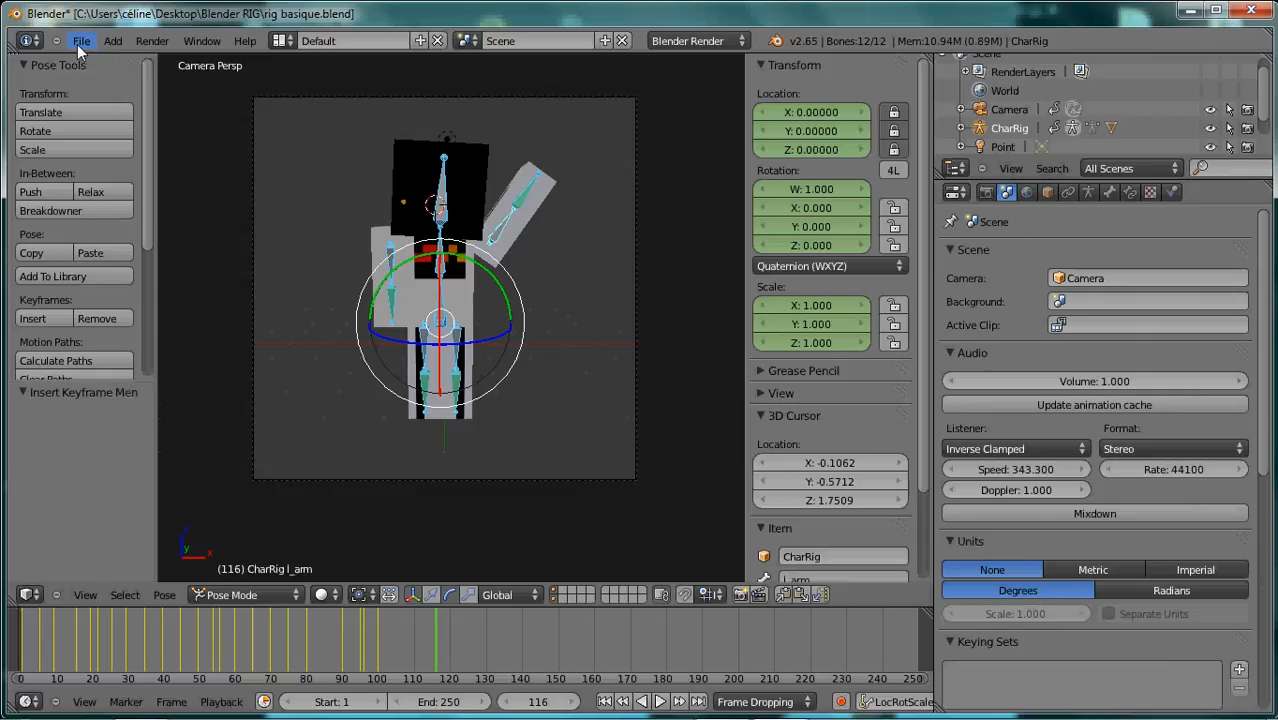 Blender* [C:\Users\céline\Desktop\Blender RIG\rig basique.blend]
File Add Render Window Help Default Scene Blender Render v2.65 | Bones:12/12 | Mem:10.94M (0.89M) | CharRig
Pose Tools
Transform:
Translate
Rotate
Scale
In-Between:
Push Relax
Breakdowner
Pose:
Copy Paste
Add To Library
Keyframes:
Insert Remove
Motion Paths:
Calculate Paths
Clear Paths
Insert Keyframe Men
Camera Persp
z
y x
(116) CharRig l_arm
View Select Pose Pose Mode Global
Transform
Location:
X: 0.00000
Y: 0.00000
Z: 0.00000
Rotation:
4L
W: 1.000
X: 0.000
Y: 0.000
Z: 0.000
Quaternion (WXYZ)
Scale:
X: 1.000
Y: 1.000
Z: 1.000
Grease Pencil
View
3D Cursor
Location:
X: -0.1062
Y: -0.5712
Z: 1.7509
Item
CharRig
l_arm
Scene
RenderLayers
World
Camera
CharRig
Point
View Search All Scenes
Scene
Scene
Camera: Camera
Background:
Active Clip:
Audio
Volume: 1.000
Update animation cache
Listener: Format:
Inverse Clamped Stereo
Speed: 343.300 Rate: 44100
Doppler: 1.000
Mixdown
Units
None Metric Imperial
Degrees Radians
Scale: 1.000 Separate Units
Keying Sets
0 10 20 30 40 50 60 70 80 90 100 110 120 130 140 150 160 170 180 190 200 210 220 230 240 250
View Marker Frame Playback Start: 1 End: 250 116 Frame Dropping LocRotScale